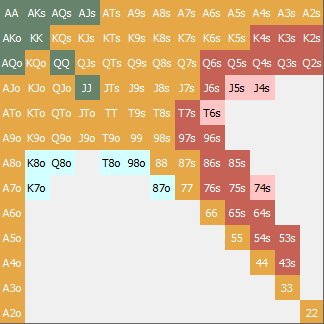 AA AKs AQs AJs ATs A9s A8s A7s A6s A5s A4s A3s A2s
AKo KK KQs KJs KTs K9s K8s K7s K6s K5s K4s K3s K2s
AQo KQo QQ QJs QTs Q9s Q8s Q7s Q6s Q5s Q4s Q3s Q2s
AJo KJo QJo JJ JTs J9s J8s J7s J6s J5s J4s
ATo KTo QTo JTo TT T9s T8s T7s T6s
A9o K9o Q9o J9o T9o 99 98s 97s 96s
A8o K8o Q8o T8o 98o 88 87s 86s 85s
A7o K7o 87o 77 76s 75s 74s
A6o 66 65s 64s
A5o 55 54s 53s
A4o 44 43s
A3o 33
A2o 22